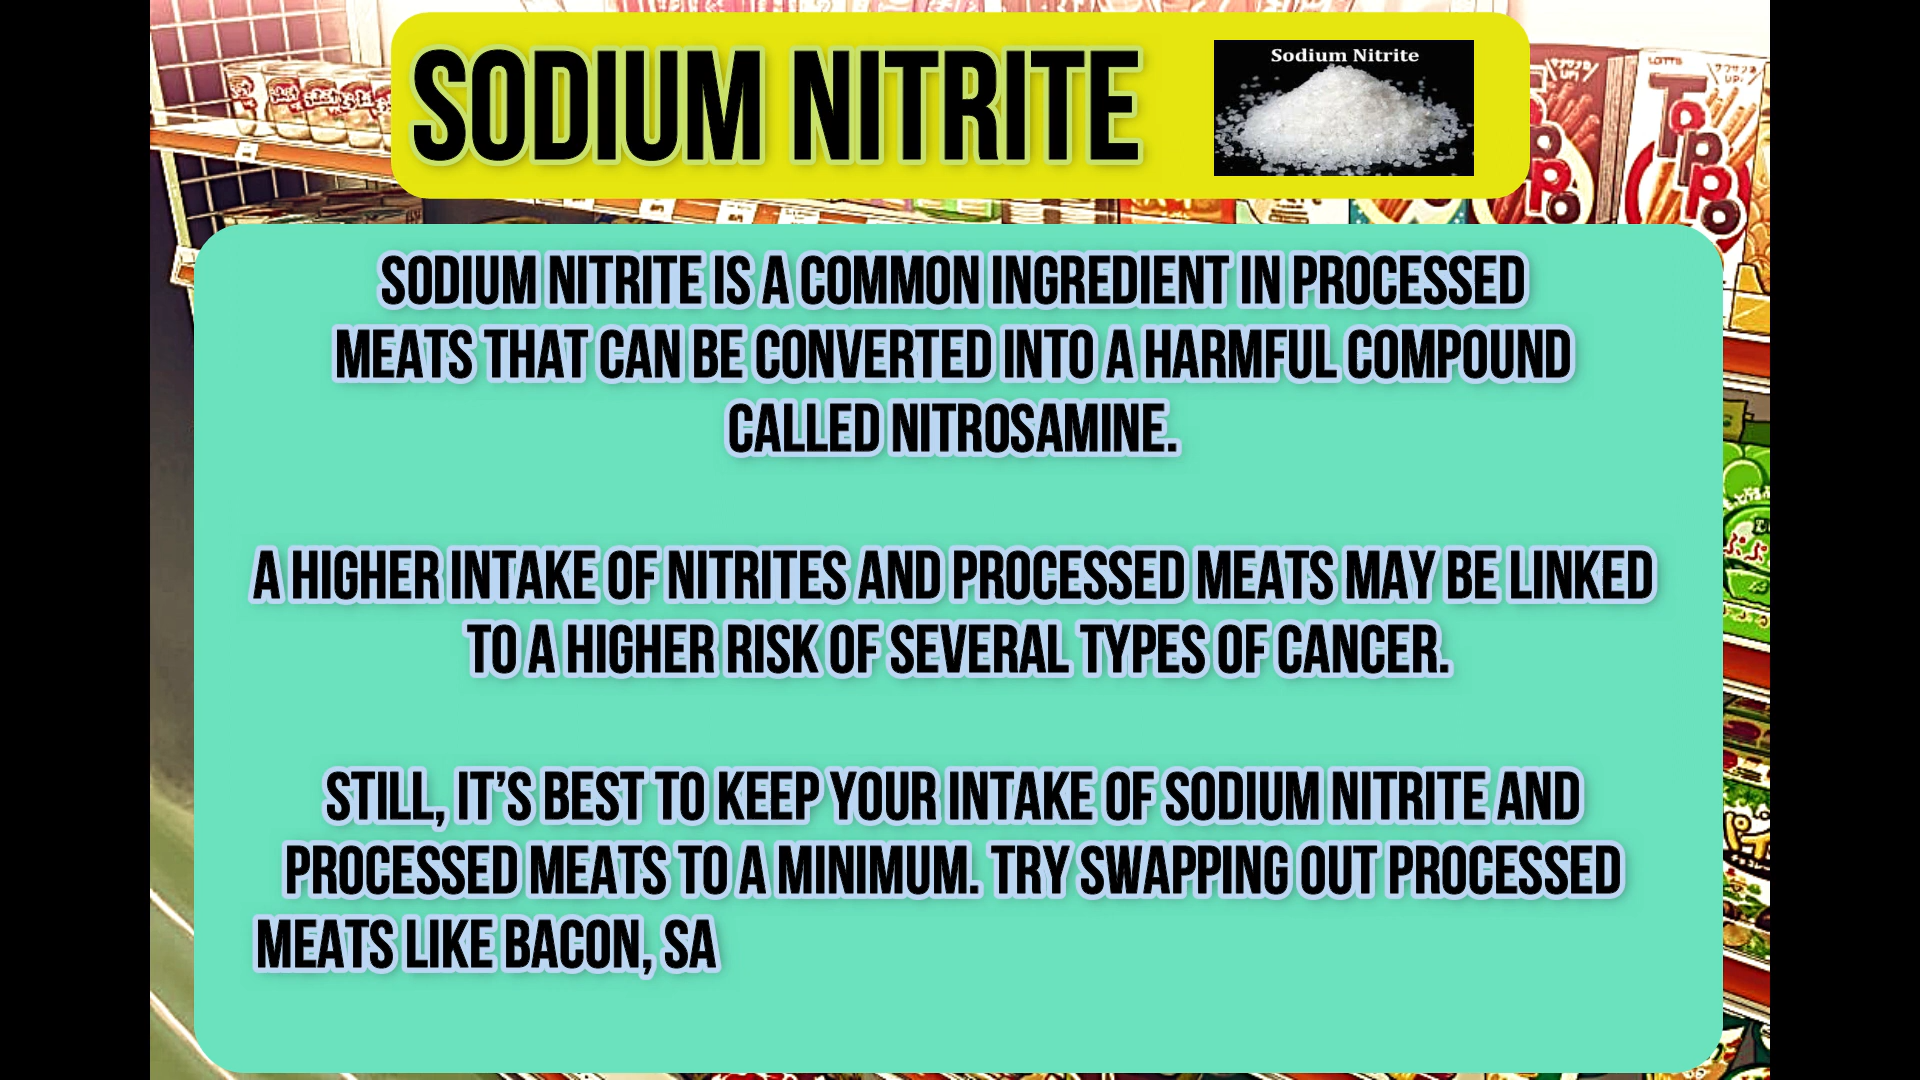 SODIUM NITRITE
Sodium Nitrite
SODIUM NITRITE IS A COMMON INGREDIENT IN PROCESSED
MEATS THAT CAN BE CONVERTED INTO A HARMFUL COMPOUND
CALLED NITROSAMINE.
A HIGHER INTAKE OF NITRITES AND PROCESSED MEATS MAY BE LINKED
TO A HIGHER RISK OF SEVERAL TYPES OF CANCER.
STILL, IT'S BEST TO KEEP YOUR INTAKE OF SODIUM NITRITE AND
PROCESSED MEATS TO A MINIMUM. TRY SWAPPING OUT PROCESSED
MEATS LIKE BACON, SA
LOTTE
Toppo